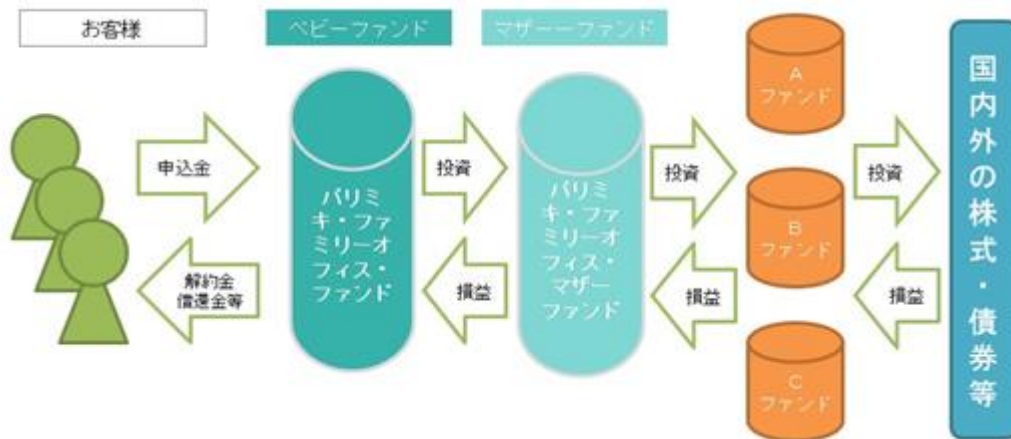 お客様
ベビーファンド
マザーーファンド
申込金
解約金
償還金等
パリミ
キ・ファ
ミリーオ
フィス・
ファンド
投資
損益
パリミ
キ・ファ
ミリーオ
フィス・
マザー
ファンド
投資
損益
A
ファンド
B
ファンド
C
ファンド
投資
損益
国内外の株式・債券等